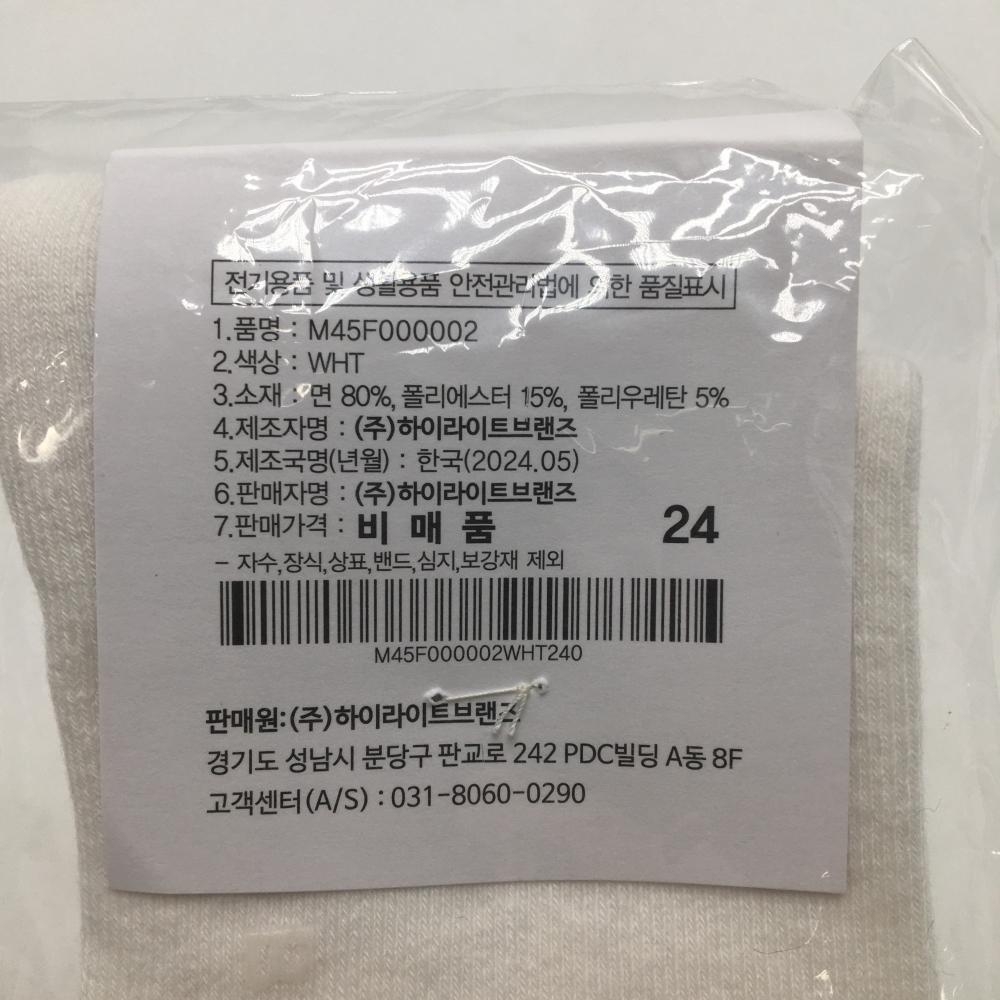 전기용품 및 생활용품 안전관리법에 의한 품질표시
1.품명 : M45F000002
2.색상 : WHT
3.소재 : 면 80%, 폴리에스터 15%, 폴리우레탄 5%
4.제조자명 : (주)하이라이트브랜즈
5.제조국명(년월) : 한국(2024.05)
6.판매자명 : (주)하이라이트브랜즈
7.판매가격 : 비 매 품 24
- 자수,장식,상표,밴드,심지,보강재 제외
M45F000002WHT240
판매원:(주)하이라이트브랜즈
경기도 성남시 분당구 판교로 242 PDC빌딩 A동 8F
고객센터(A/S) : 031-8060-0290